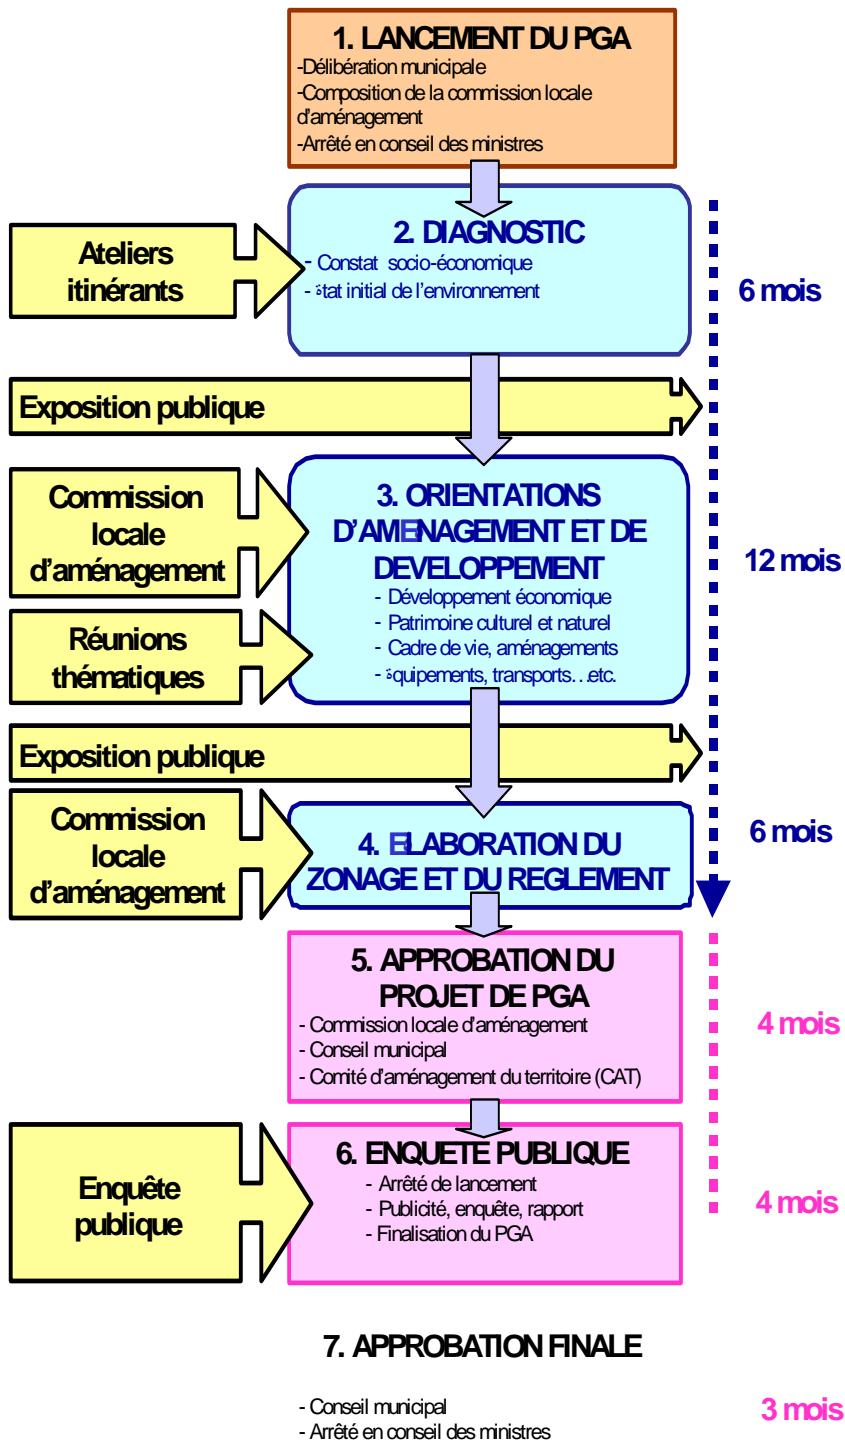 1. LANCEMENT DU PGA
-Délibération municipale
-Composition de la commission locale
d'aménagement
-Arrêté en conseil des ministres
Ateliers
itinérants
2. DIAGNOSTIC
- Constat socio-économique
- tat initial de l'environnement
6 mois
Exposition publique
Commission
locale
d'aménagement
Réunions
thématiques
3. ORIENTATIONS
D'AMENAGEMENT ET DE
DEVELOPPEMENT
- Développement économique
- Patrimoine culturel et naturel
- Cadre de vie, aménagements
- quipements, transports…etc.
12 mois
Exposition publique
Commission
locale
d'aménagement
4. ELABORATION DU
ZONAGE ET DU REGLEMENT
6 mois
5. APPROBATION DU
PROJET DE PGA
- Commission locale d'aménagement
- Conseil municipal
- Comité d'aménagement du territoire (CAT)
4 mois
Enquête
publique
6. ENQUETE PUBLIQUE
- Arrêté de lancement
- Publicité, enquête, rapport
- Finalisation du PGA
4 mois
7. APPROBATION FINALE
- Conseil municipal
- Arrêté en conseil des ministres
3 mois